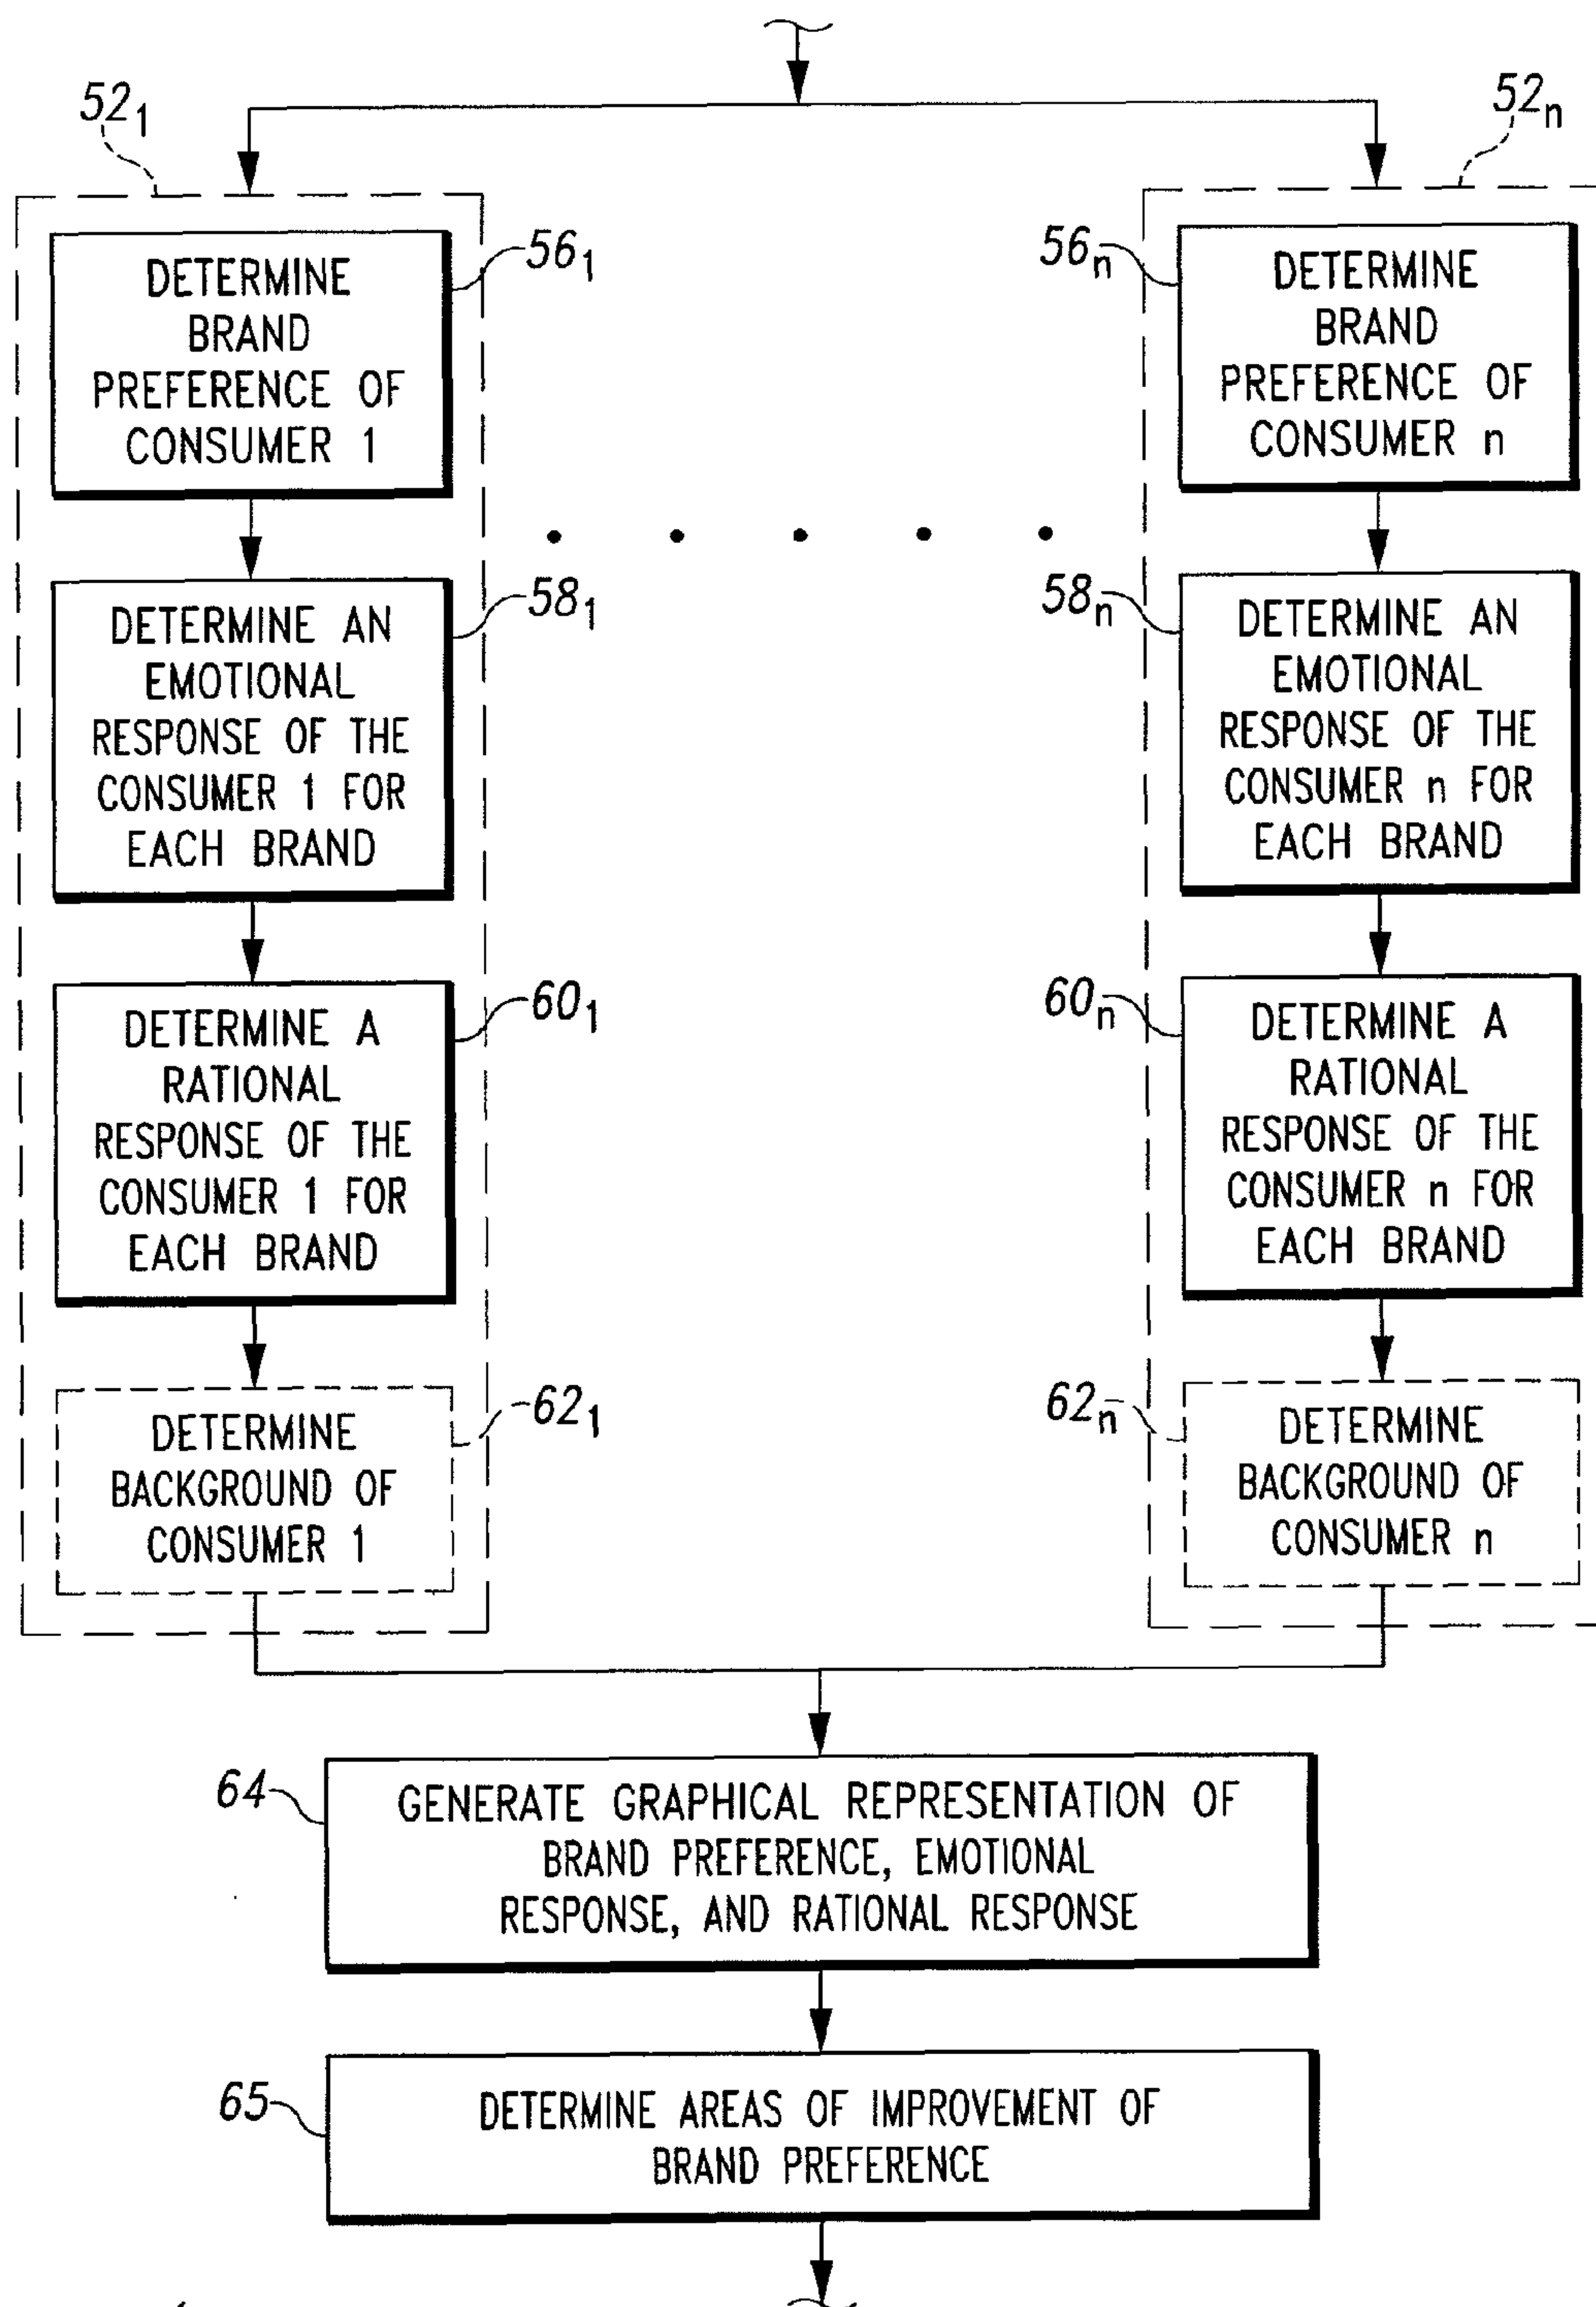 52₁
52ₙ
DETERMINE
BRAND
PREFERENCE OF
CONSUMER 1
56₁
56ₙ
DETERMINE
BRAND
PREFERENCE OF
CONSUMER n
DETERMINE AN
EMOTIONAL
RESPONSE OF THE
CONSUMER 1 FOR
EACH BRAND
58₁
58ₙ
DETERMINE AN
EMOTIONAL
RESPONSE OF THE
CONSUMER n FOR
EACH BRAND
DETERMINE A
RATIONAL
RESPONSE OF THE
CONSUMER 1 FOR
EACH BRAND
60₁
60ₙ
DETERMINE A
RATIONAL
RESPONSE OF THE
CONSUMER n FOR
EACH BRAND
DETERMINE
BACKGROUND OF
CONSUMER 1
62₁
62ₙ
DETERMINE
BACKGROUND OF
CONSUMER n
64
GENERATE GRAPHICAL REPRESENTATION OF
BRAND PREFERENCE, EMOTIONAL
RESPONSE, AND RATIONAL RESPONSE
65
DETERMINE AREAS OF IMPROVEMENT OF
BRAND PREFERENCE